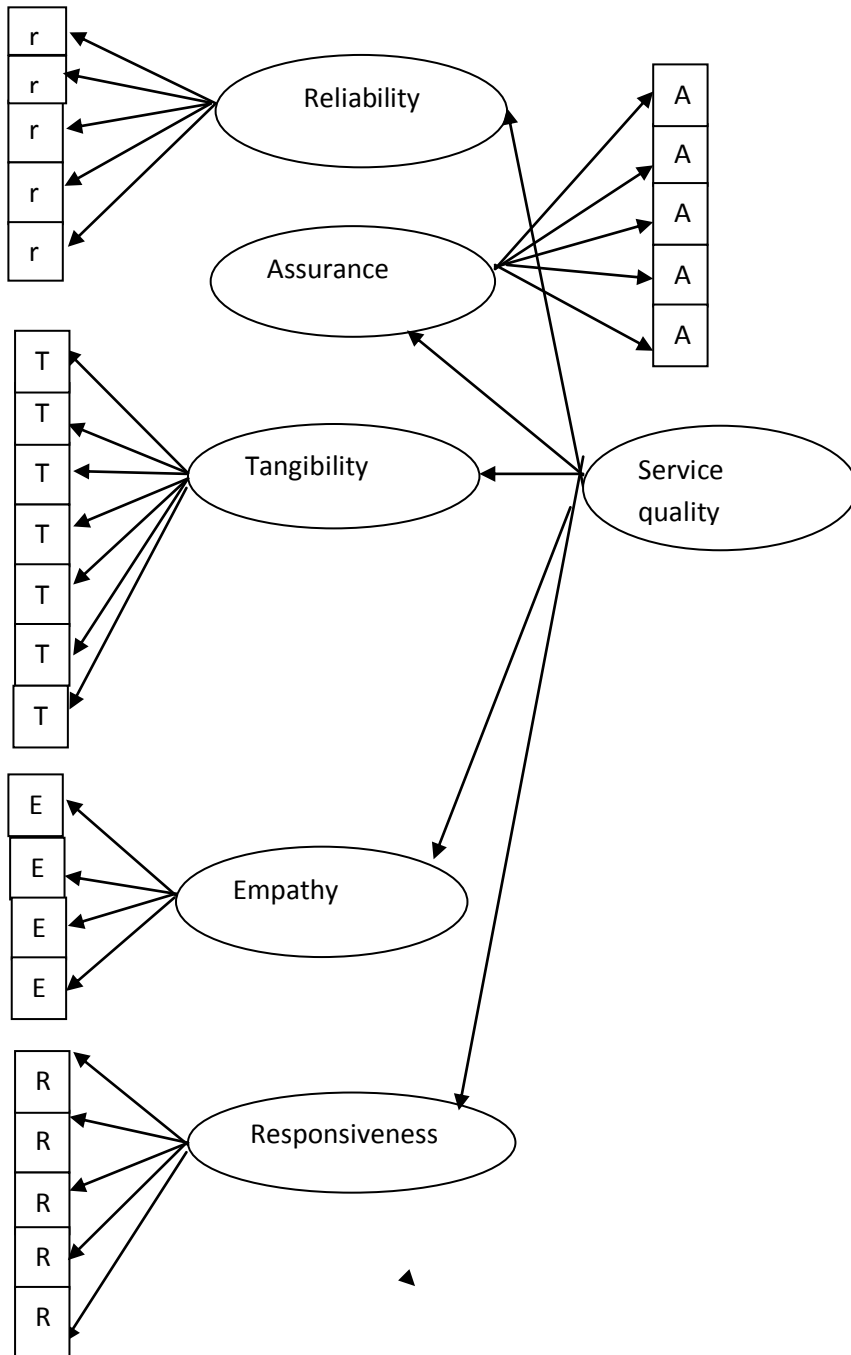 r
r
r
r
r
Reliability
A
A
A
A
A
Assurance
T
T
T
T
T
T
T
Tangibility
Service
quality
E
E
E
E
Empathy
R
R
R
R
R
Responsiveness